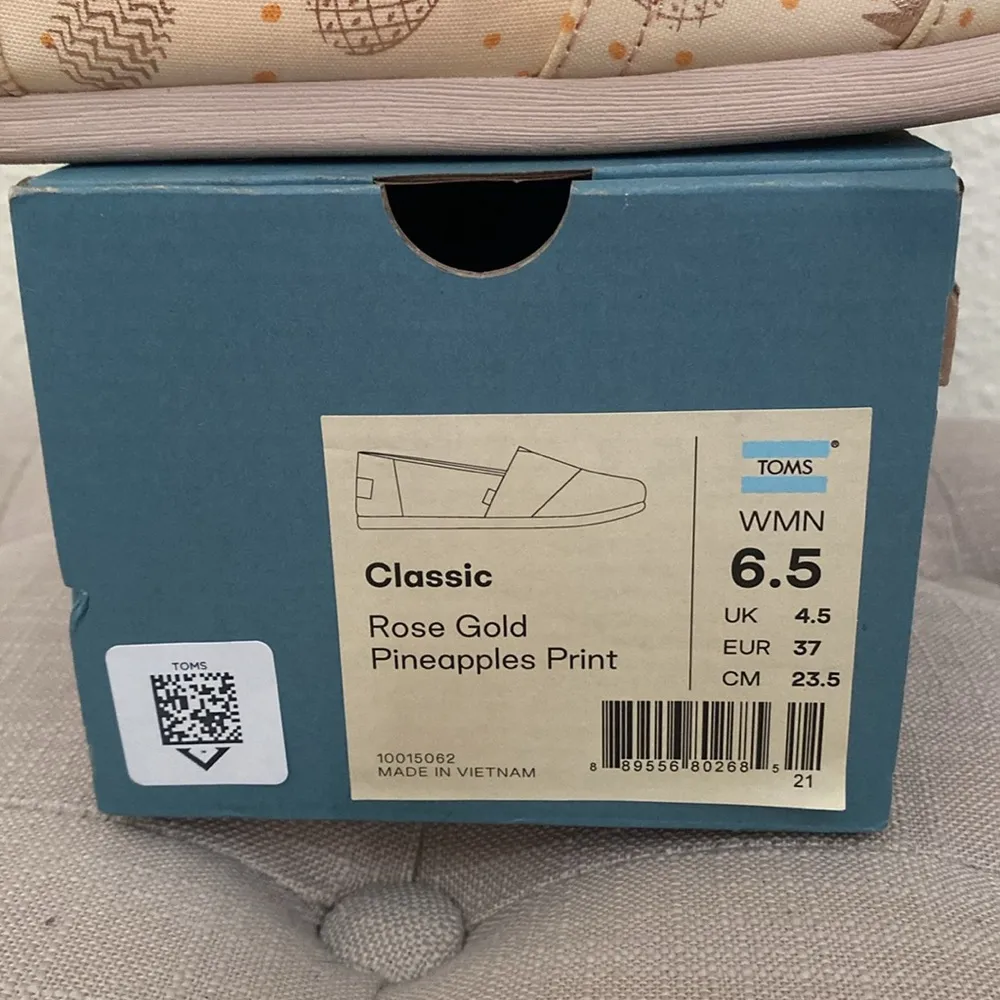 Classic
Rose Gold
Pineapples Print
10015062
MADE IN VIETNAM
TOMS®
WMN
6.5
UK 4.5
EUR 37
CM 23.5
8 89556 80268 5
21
TOMS